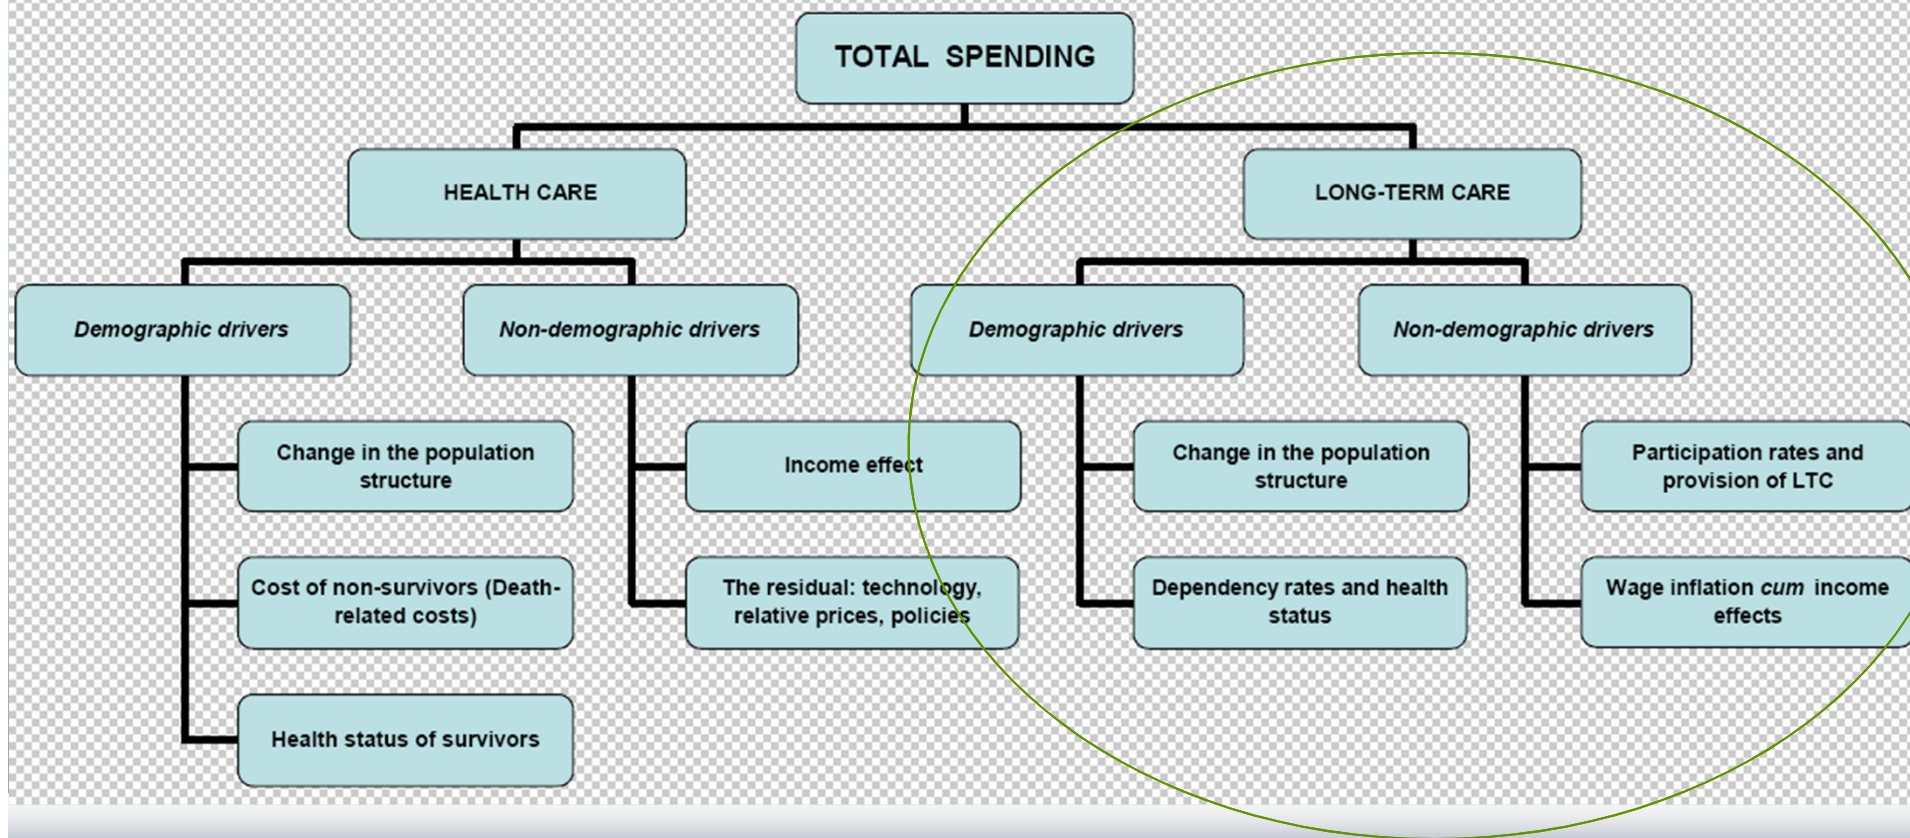 TOTAL SPENDING
HEALTH CARE
LONG-TERM CARE
Demographic drivers
Non-demographic drivers
Demographic drivers
Non-demographic drivers
Change in the population
structure
Income effect
Change in the population
structure
Participation rates and
provision of LTC
Cost of non-survivors (Death-
related costs)
The residual: technology,
relative prices, policies
Dependency rates and health
status
Wage inflation cum income
effects
Health status of survivors